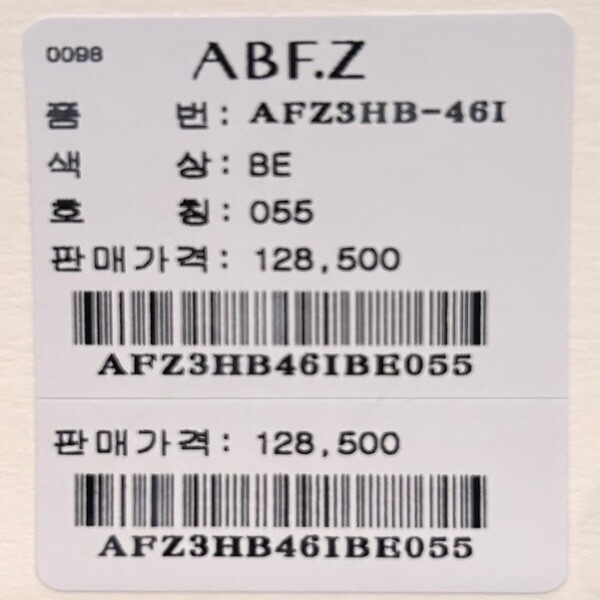 0098
ABF.Z
품 번: AFZ3HB-46I
색 상: BE
호 칭: 055
판매가격: 128,500
AFZ3HB46IBE055
판매가격: 128,500
AFZ3HB46IBE055